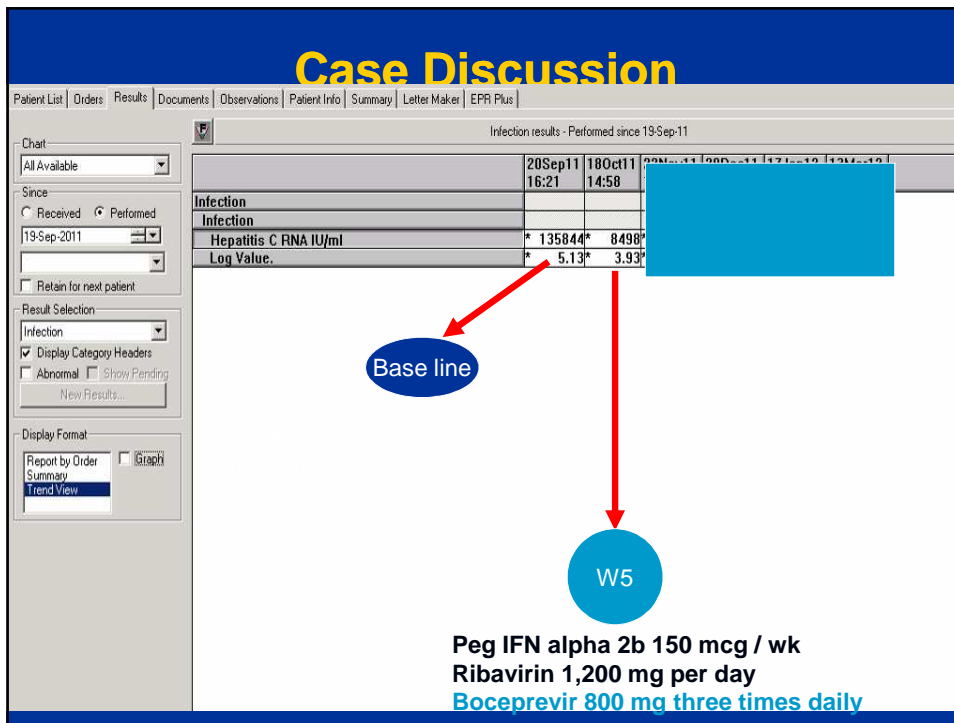 Case Discussion
Patient List Orders Results Documents Observations Patient Info Summary Letter Maker EPR Plus
Infection results - Performed since 19-Sep-11
Chart
All Available
Since
Received Performed
19-Sep-2011
Retain for next patient
Result Selection
Infection
Display Category Headers
Abnormal Show Pending
New Results...
Display Format
Report by Order Graph
Summary
Trend View
20Sep11 18Oct11
16:21 14:58
Infection
Infection
Hepatitis C RNA IU/ml * 135844* 8498*
Log Value. * 5.13* 3.93*
Base line
W5
Peg IFN alpha 2b 150 mcg / wk
Ribavirin 1,200 mg per day
Boceprevir 800 mg three times daily